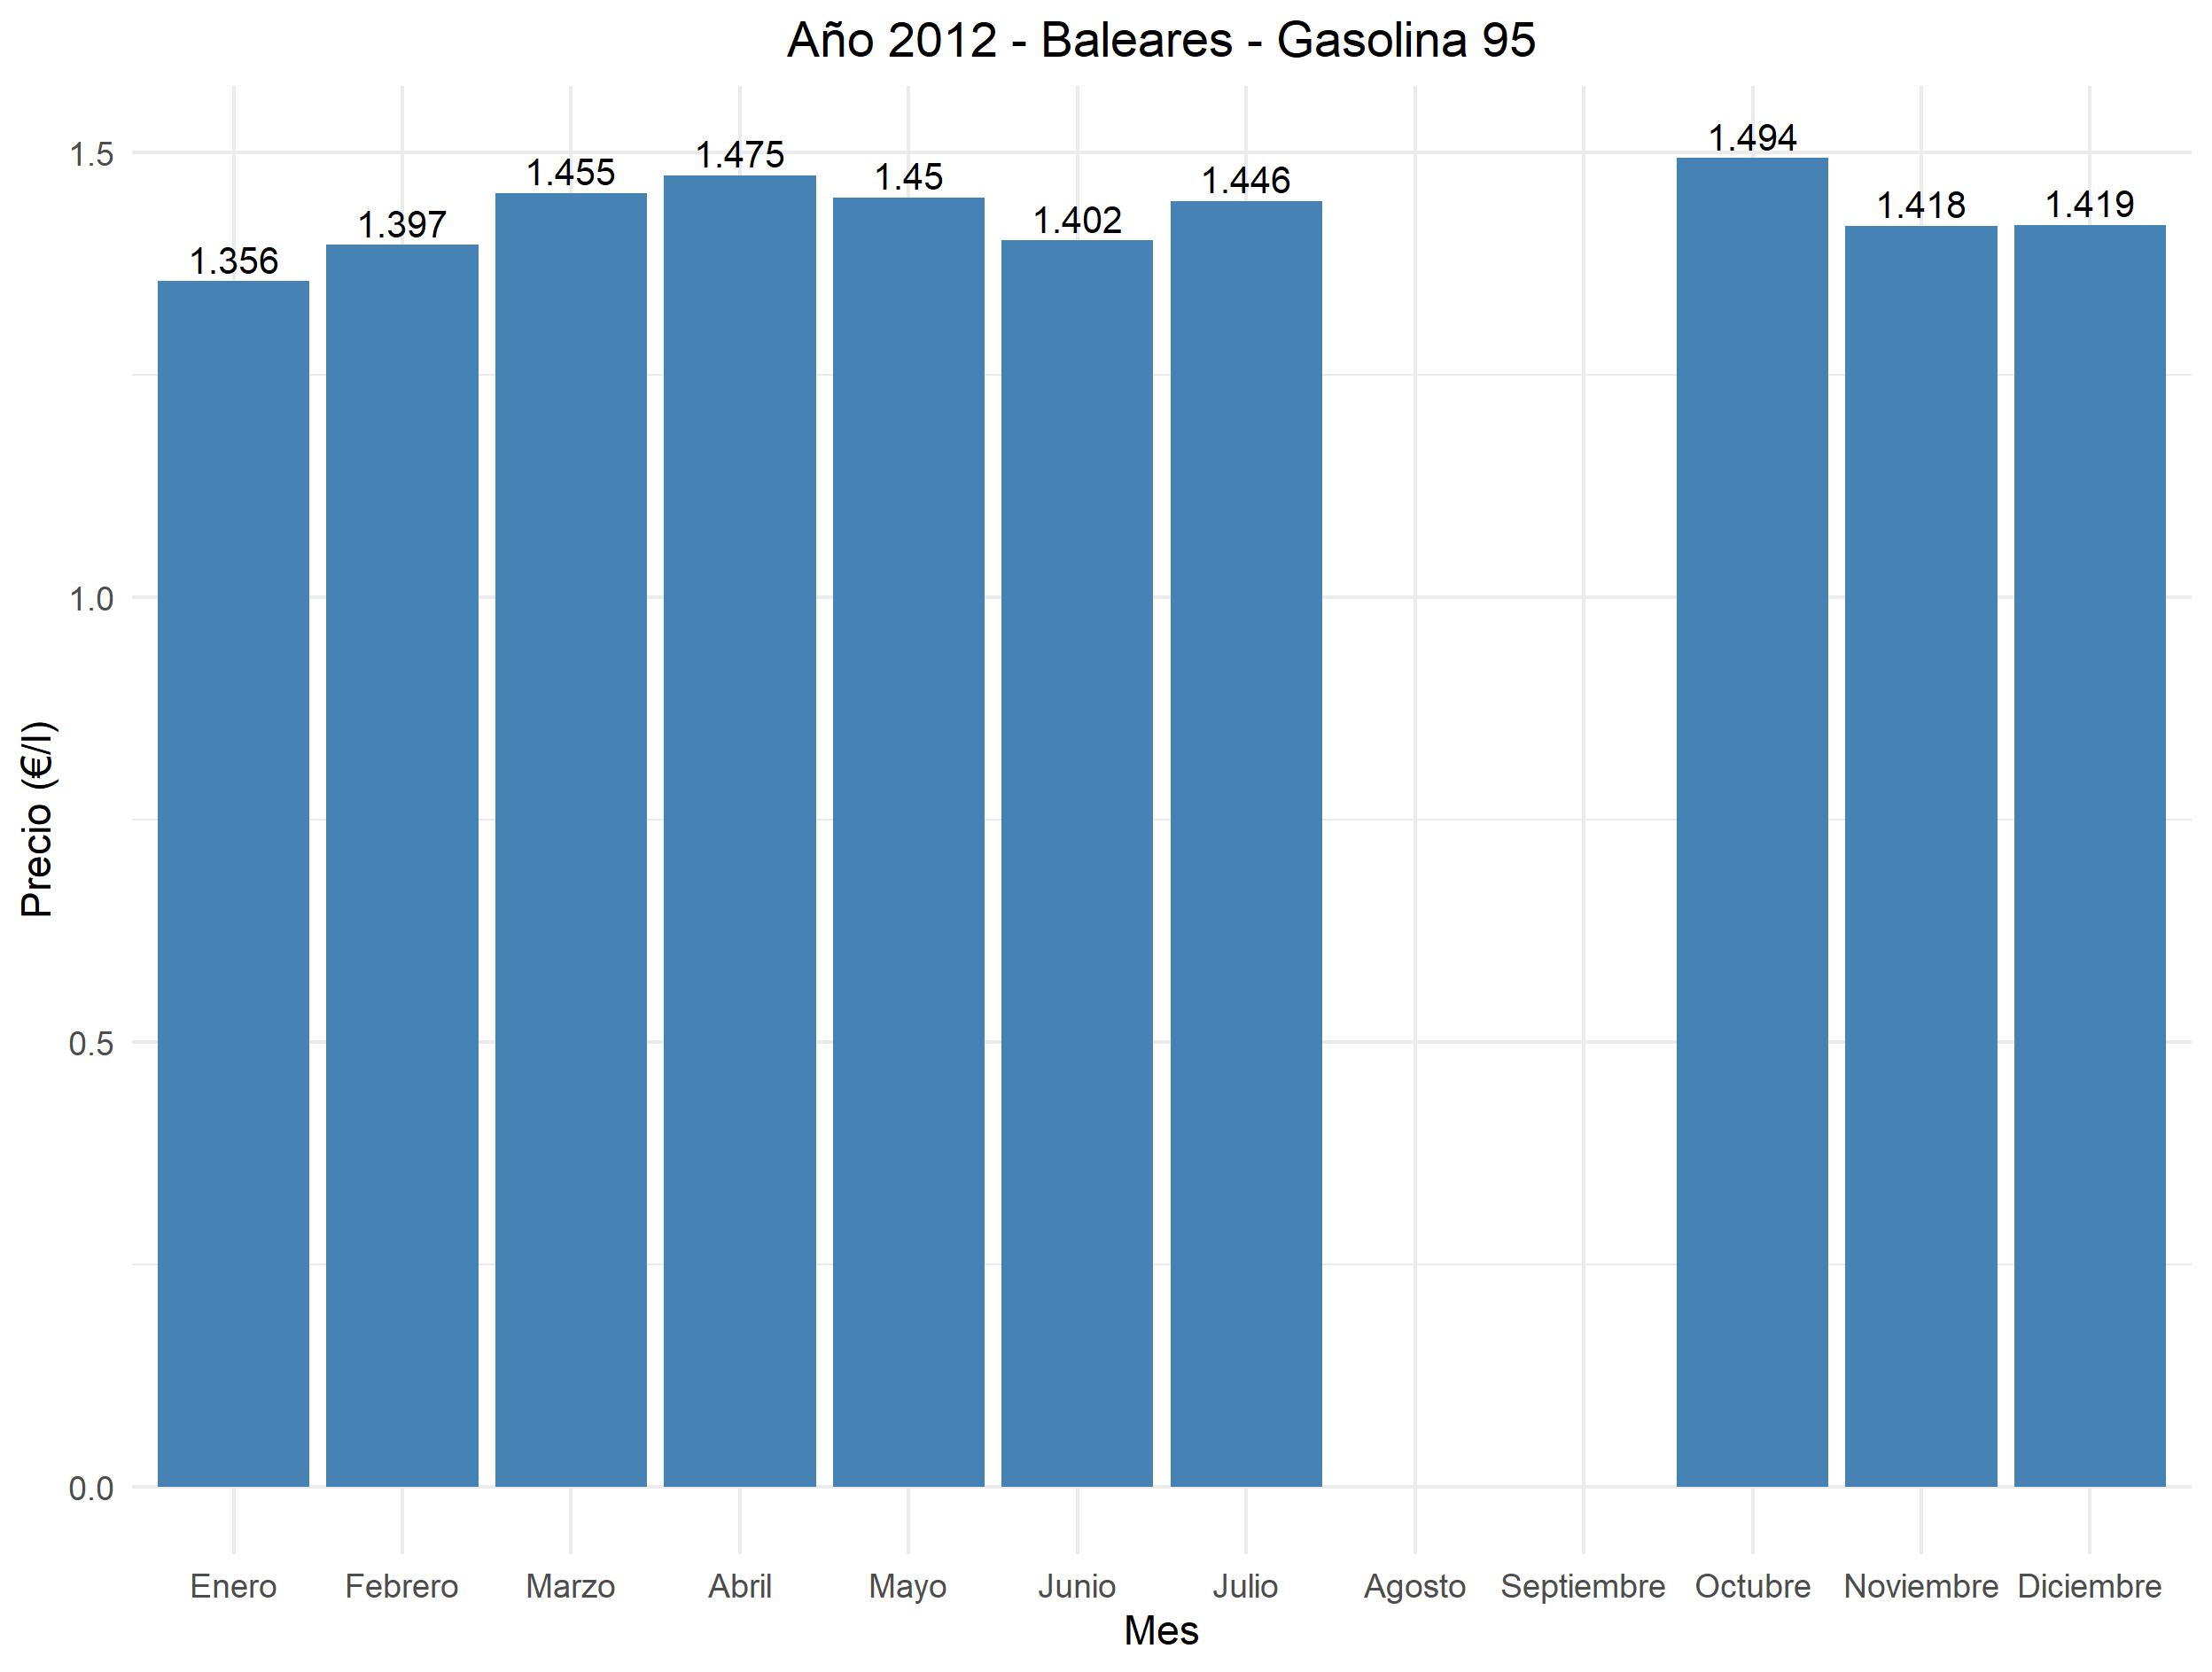 Año 2012 - Baleares - Gasolina 95
Precio (€/l)
1.5
1.0
0.5
0.0
1.356
1.397
1.455
1.475
1.45
1.402
1.446
1.494
1.418
1.419
Enero
Febrero
Marzo
Abril
Mayo
Junio
Julio
Agosto
Septiembre
Octubre
Noviembre
Diciembre
Mes